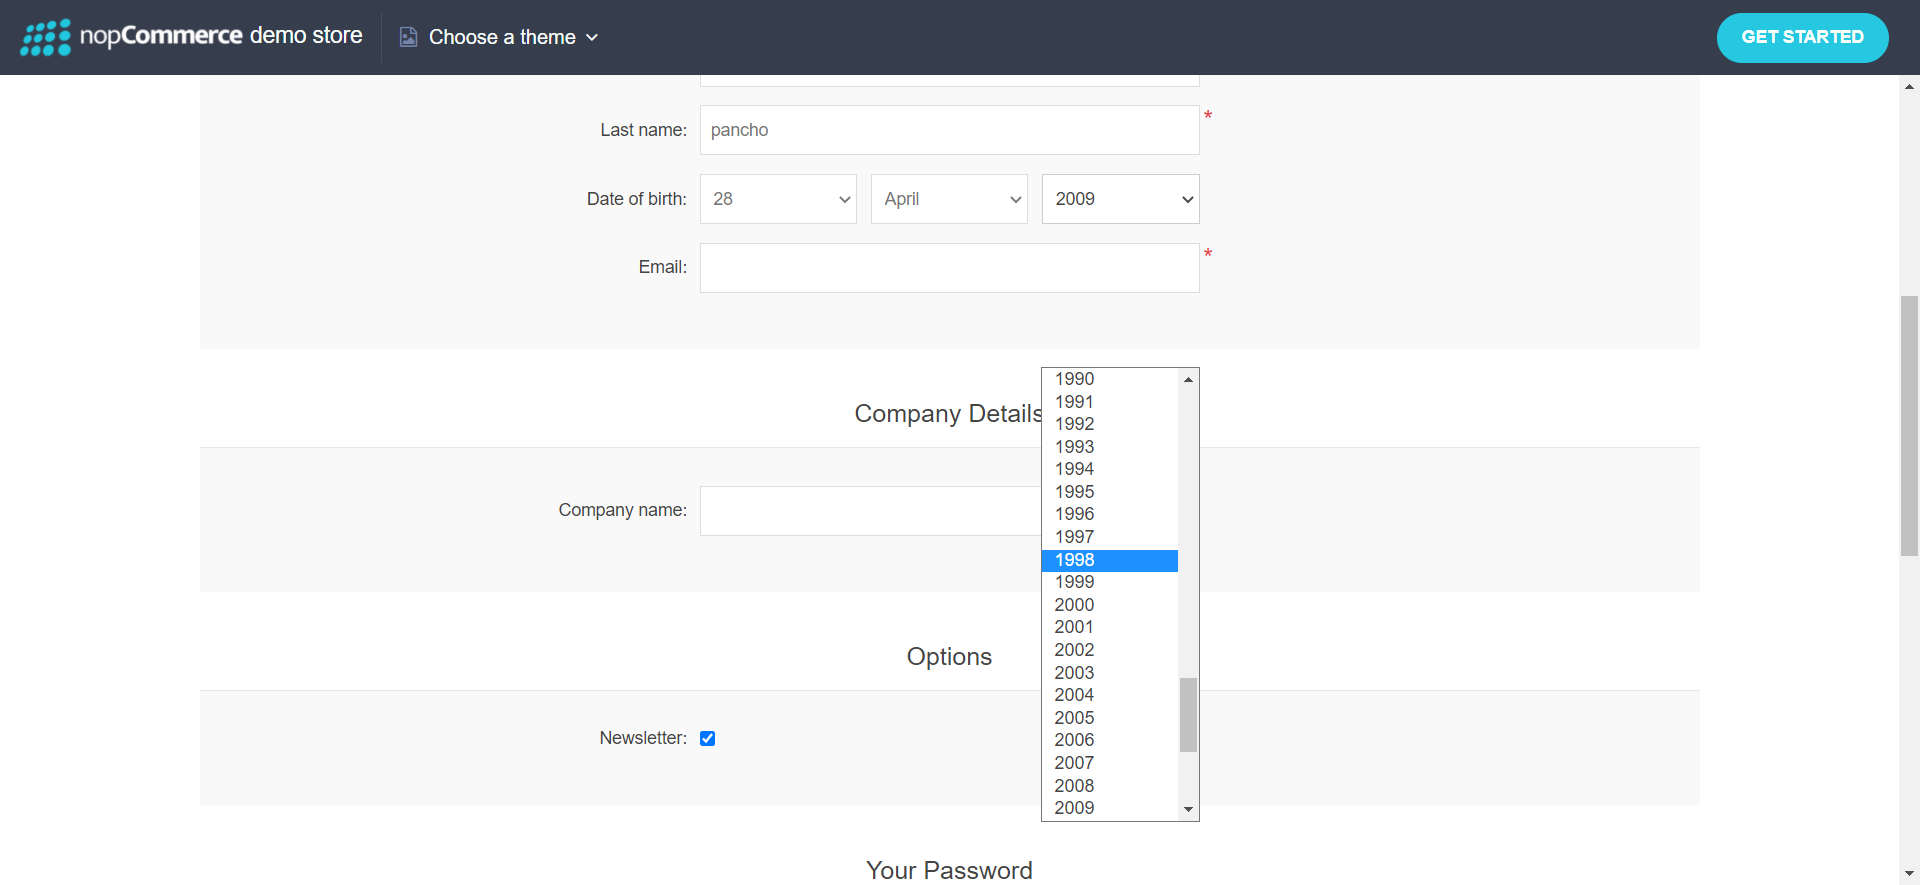 nopCommerce demo store
Choose a theme
GET STARTED
Last name:
pancho
*
Date of birth:
28
April
2009
Email:
*
Company Details
Company name:
Options
Newsletter:
1990
1991
1992
1993
1994
1995
1996
1997
1998
1999
2000
2001
2002
2003
2004
2005
2006
2007
2008
2009
Your Password